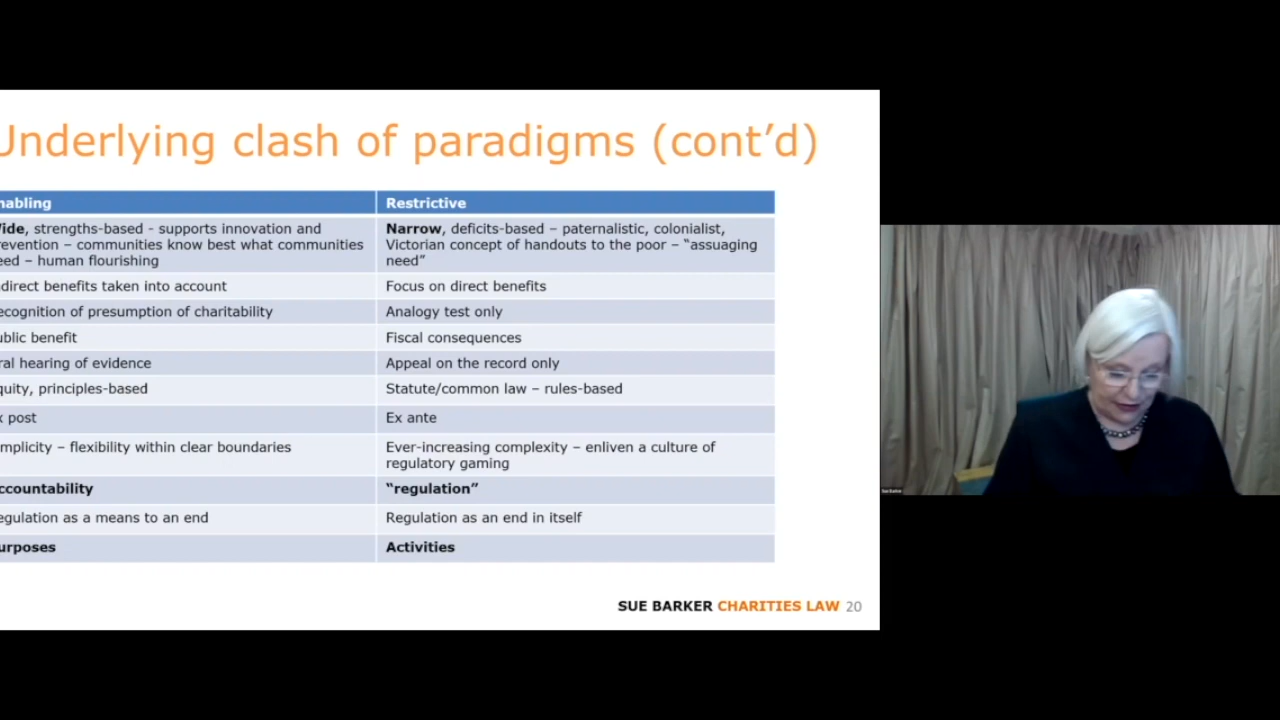 Underlying clash of paradigms (cont’d)
nabling
Restrictive
ide, strengths-based - supports innovation and
revention – communities know best what communities
eed – human flourishing
Narrow, deficits-based – paternalistic, colonialist,
Victorian concept of handouts to the poor – “assuaging
need”
direct benefits taken into account
Focus on direct benefits
ecognition of presumption of charitability
Analogy test only
ublic benefit
Fiscal consequences
ral hearing of evidence
Appeal on the record only
quity, principles-based
Statute/common law – rules-based
x post
Ex ante
mplicity – flexibility within clear boundaries
Ever-increasing complexity – enliven a culture of
regulatory gaming
ccountability
“regulation”
egulation as a means to an end
Regulation as an end in itself
urposes
Activities
SUE BARKER CHARITIES LAW 20
Sue Barker